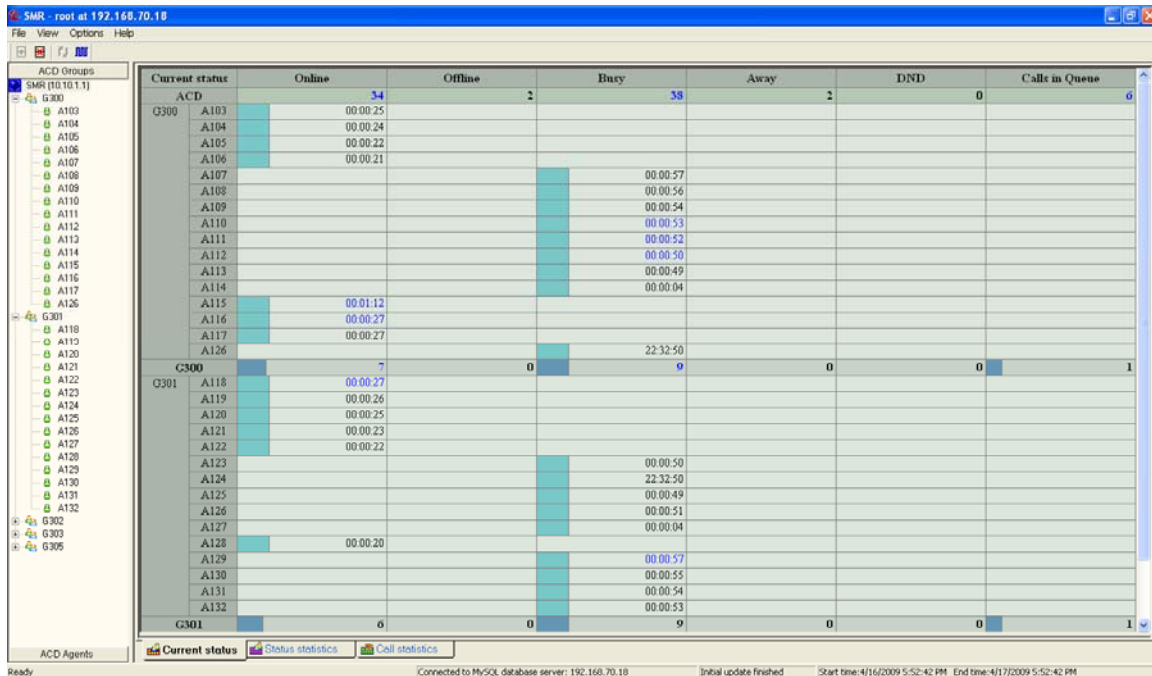 SMR - root at 192.168.70.18
File View Options Help
ACD Groups
SMR (10.10.1.1)
G300
A103
A104
A105
A106
A107
A108
A109
A110
A111
A112
A113
A114
A115
A116
A117
A126
G301
A118
A119
A120
A121
A122
A123
A124
A125
A126
A127
A128
A129
A130
A131
A132
G302
G303
G305
ACD Agents
Current status Online Offline Busy Away DND Calls in Queue
ACD 34 2 38 2 0 6
G300 A103 00:00:25
A104 00:00:24
A105 00:00:22
A106 00:00:21
A107 00:00:57
A108 00:00:56
A109 00:00:54
A110 00:00:53
A111 00:00:52
A112 00:00:50
A113 00:00:49
A114 00:00:04
A115 00:01:12
A116 00:00:27
A117 00:00:27
A126 22:32:50
G300 7 0 9 0 0 1
G301 A118 00:00:27
A119 00:00:26
A120 00:00:25
A121 00:00:23
A122 00:00:22
A123 00:00:50
A124 22:32:50
A125 00:00:49
A126 00:00:51
A127 00:00:04
A128 00:00:20
A129 00:00:57
A130 00:00:55
A131 00:00:54
A132 00:00:53
G301 6 0 9 0 0 1
Current status Status statistics Call statistics
Ready Connected to MySQL database server: 192.168.70.18 Initial update finished Start time:4/16/2009 5:52:42 PM End time:4/17/2009 5:52:42 PM